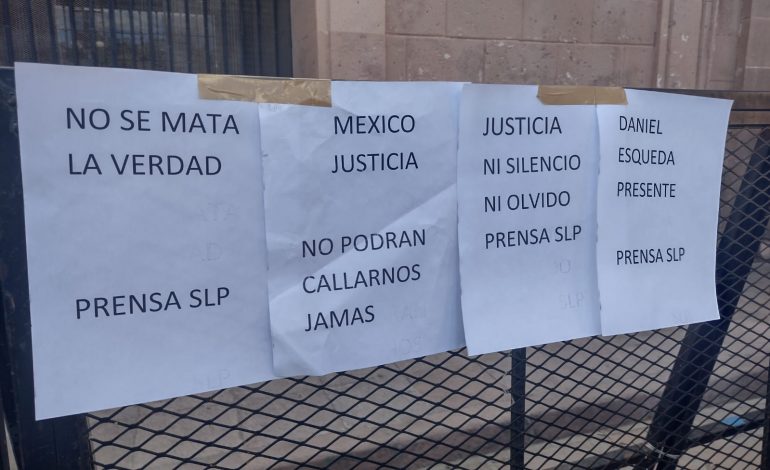 NO SE MATA
LA VERDAD
PRENSA SLP
MEXICO
JUSTICIA
NO PODRAN
CALLARNOS
JAMAS
JUSTICIA
NI SILENCIO
NI OLVIDO
PRENSA SLP
DANIEL
ESQUEDA
PRESENTE
PRENSA SLP